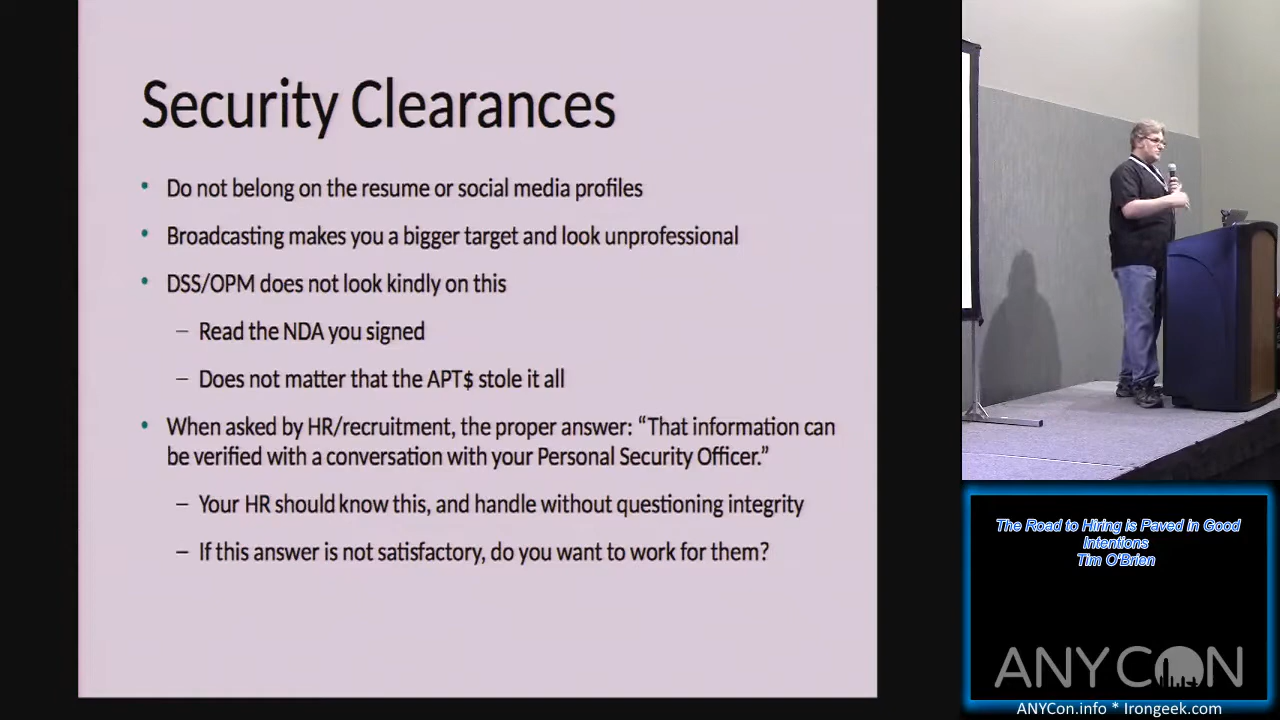 Security Clearances
• Do not belong on the resume or social media profiles
• Broadcasting makes you a bigger target and look unprofessional
• DSS/OPM does not look kindly on this
– Read the NDA you signed
– Does not matter that the APT$ stole it all
• When asked by HR/recruitment, the proper answer: “That information can
be verified with a conversation with your Personal Security Officer.”
– Your HR should know this, and handle without questioning integrity
– If this answer is not satisfactory, do you want to work for them?
The Road to Hiring is Paved in Good
Intentions
Tim O'Brien
ANYCON
ANYCon.info * Irongeek.com